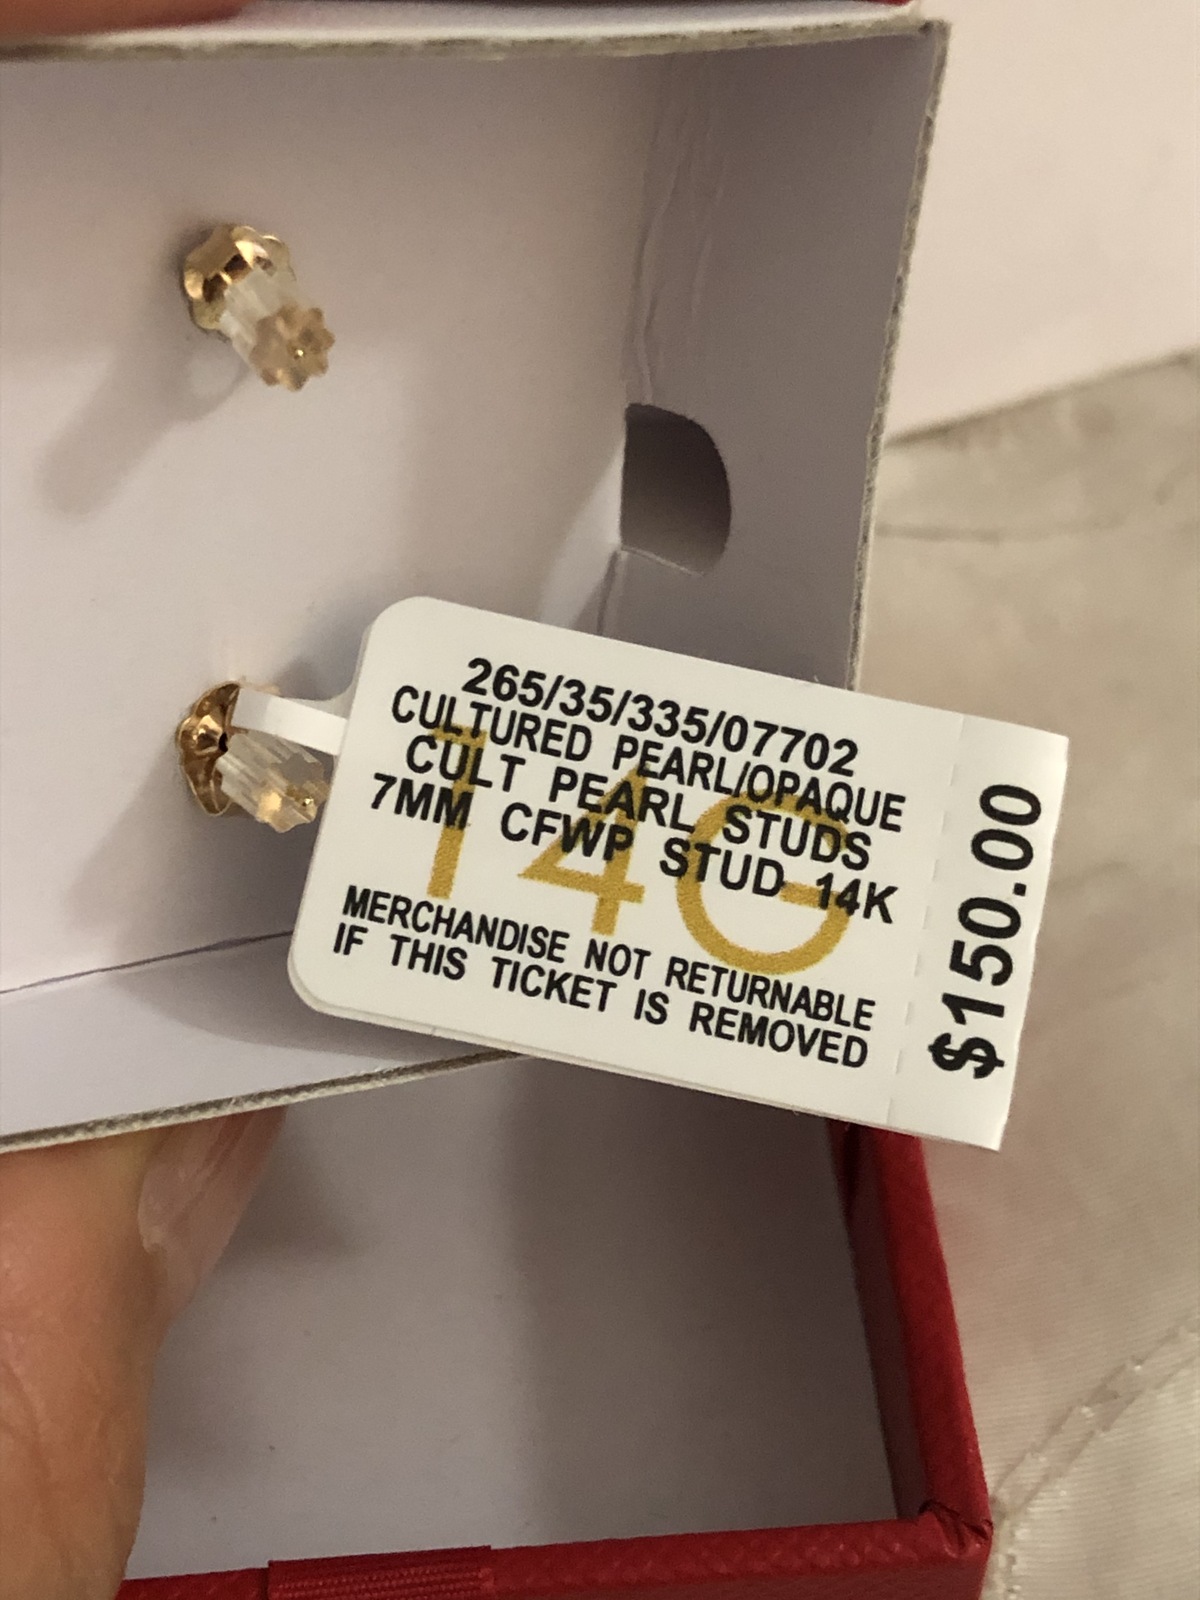 265/35/335/07702
CULTURED PEARL/OPAQUE
CULT PEARL STUDS
7MM CFWP STUD 14K
14G
MERCHANDISE NOT RETURNABLE
IF THIS TICKET IS REMOVED
$150.00